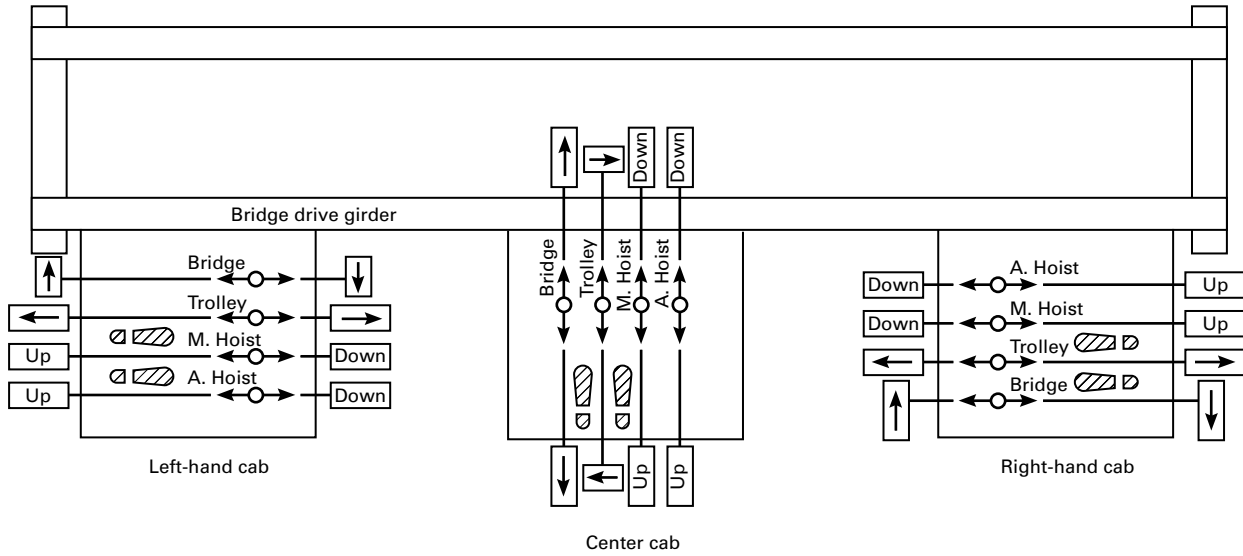 Bridge drive girder
Bridge
Trolley
M. Hoist
Up
Down
A. Hoist
Up
Down
Left-hand cab
Down
Down
Bridge
Trolley
M. Hoist
A. Hoist
Up
Up
Center cab
A. Hoist
Down
Up
M. Hoist
Down
Up
Trolley
Bridge
Right-hand cab